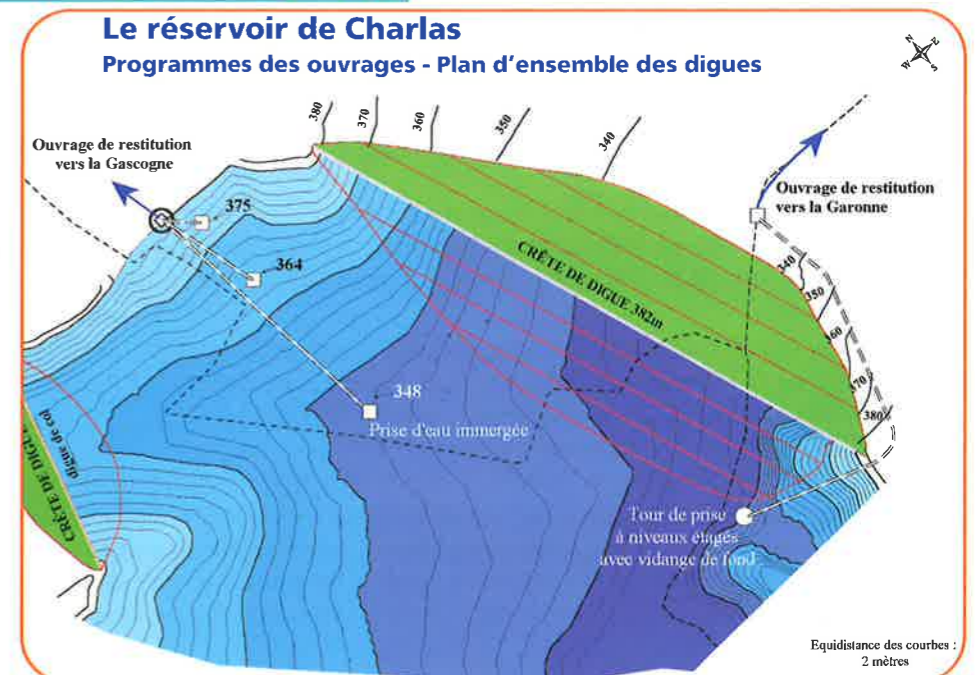 Le réservoir de Charlas
Programmes des ouvrages - Plan d'ensemble des digues
N
E
W
S
380
370
360
350
340
Ouvrage de restitution
vers la Gascogne
375
364
348
Prise d'eau immergée
CRÊTE DE DIGUE 382m
Ouvrage de restitution
vers la Garonne
340
350
360
370
380
CRÊTE DE DIGUE
digue de col
Tour de prise
à niveaux étagés
avec vidange de fond
Equidistance des courbes :
2 mètres